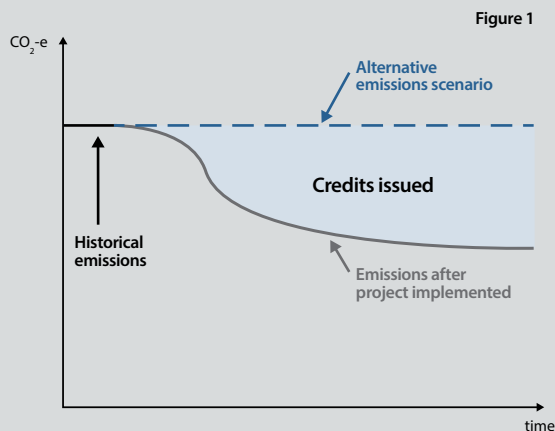 Figure 1
CO2-e
Alternative
emissions scenario
Credits issued
Historical
emissions
Emissions after
project implemented
time